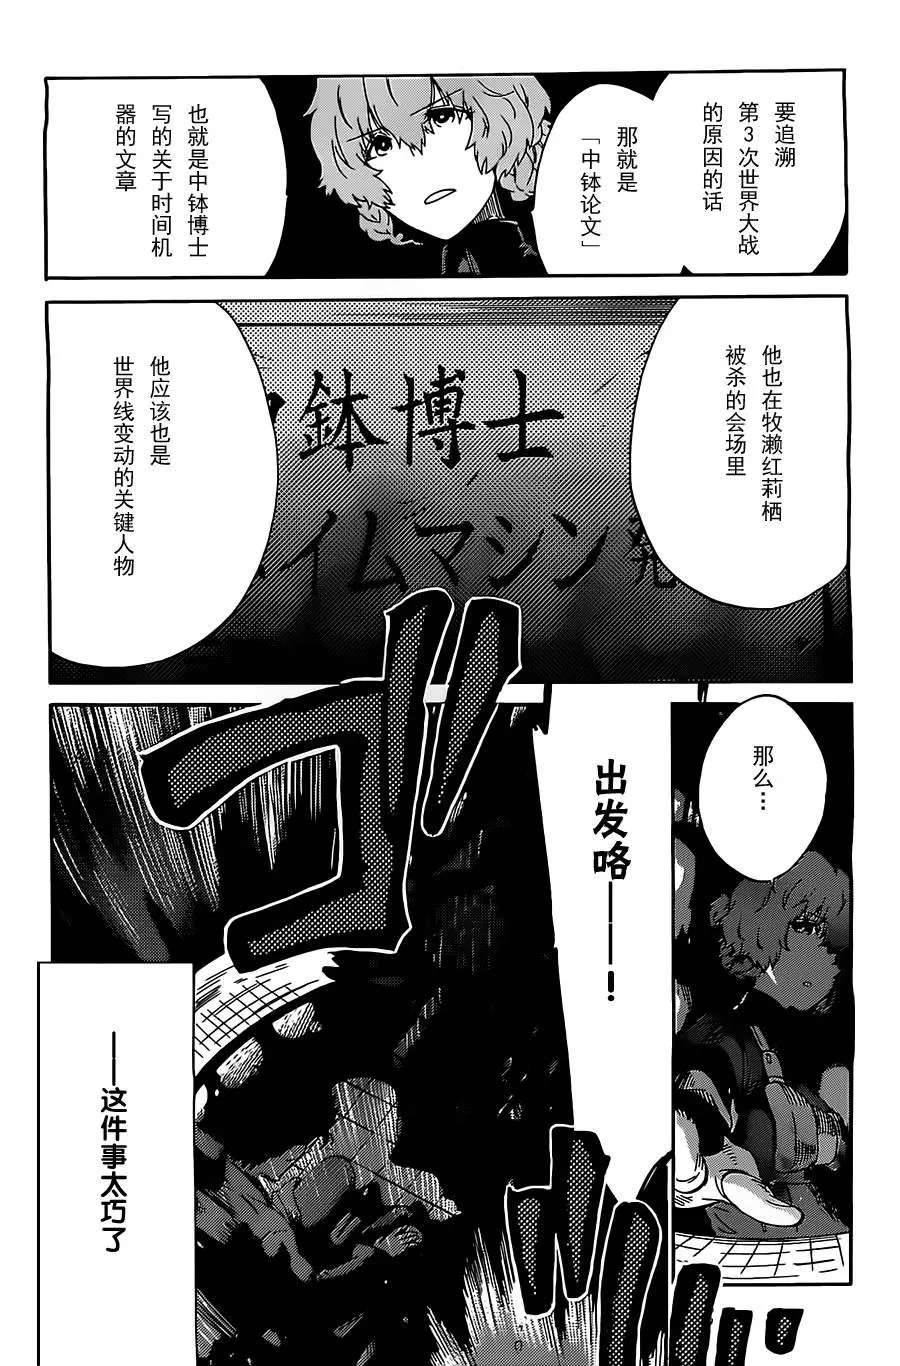 要追溯
第3次世界大战
的原因的话
那就是
「中钵论文」
也就是中钵博士
写的关于时间机
器的文章
他也在牧濑红莉栖
被杀的会场里
鉢博士
イムマシン発
他应该也是
世界线变动的关键人物
那么…
出发咯——！
ゴ
——这件事太巧了